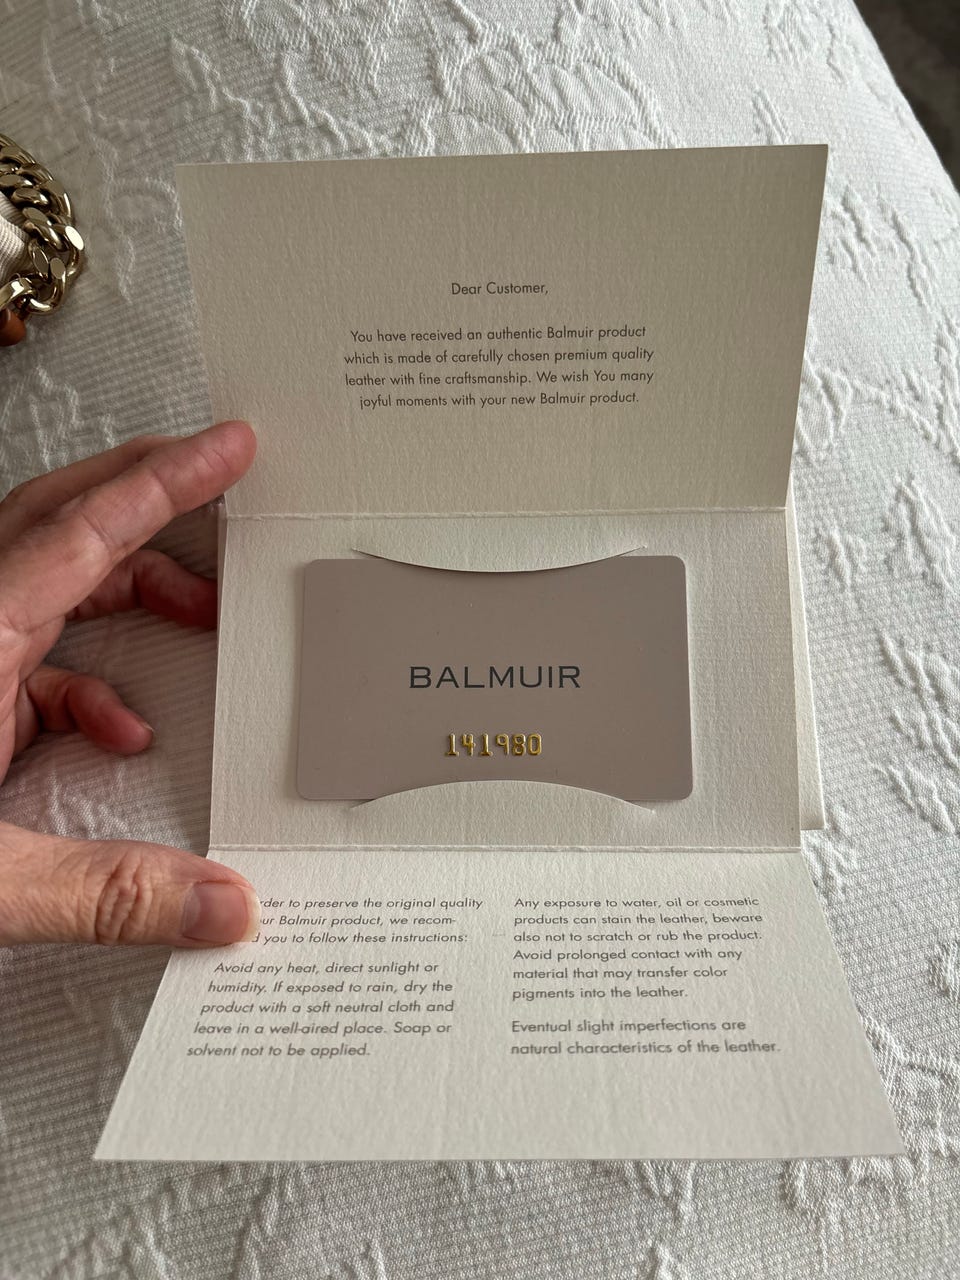 Dear Customer,
You have received an authentic Balmuir product
which is made of carefully chosen premium quality
leather with fine craftsmanship. We wish You many
joyful moments with your new Balmuir product.
BALMUIR
141980
rder to preserve the original quality
ur Balmuir product, we recom-
d you to follow these instructions:
Avoid any heat, direct sunlight or
humidity. If exposed to rain, dry the
product with a soft neutral cloth and
leave in a well-aired place. Soap or
solvent not to be applied.
Any exposure to water, oil or cosmetic
products can stain the leather, beware
also not to scratch or rub the product.
Avoid prolonged contact with any
material that may transfer color
pigments into the leather.
Eventual slight imperfections are
natural characteristics of the leather.